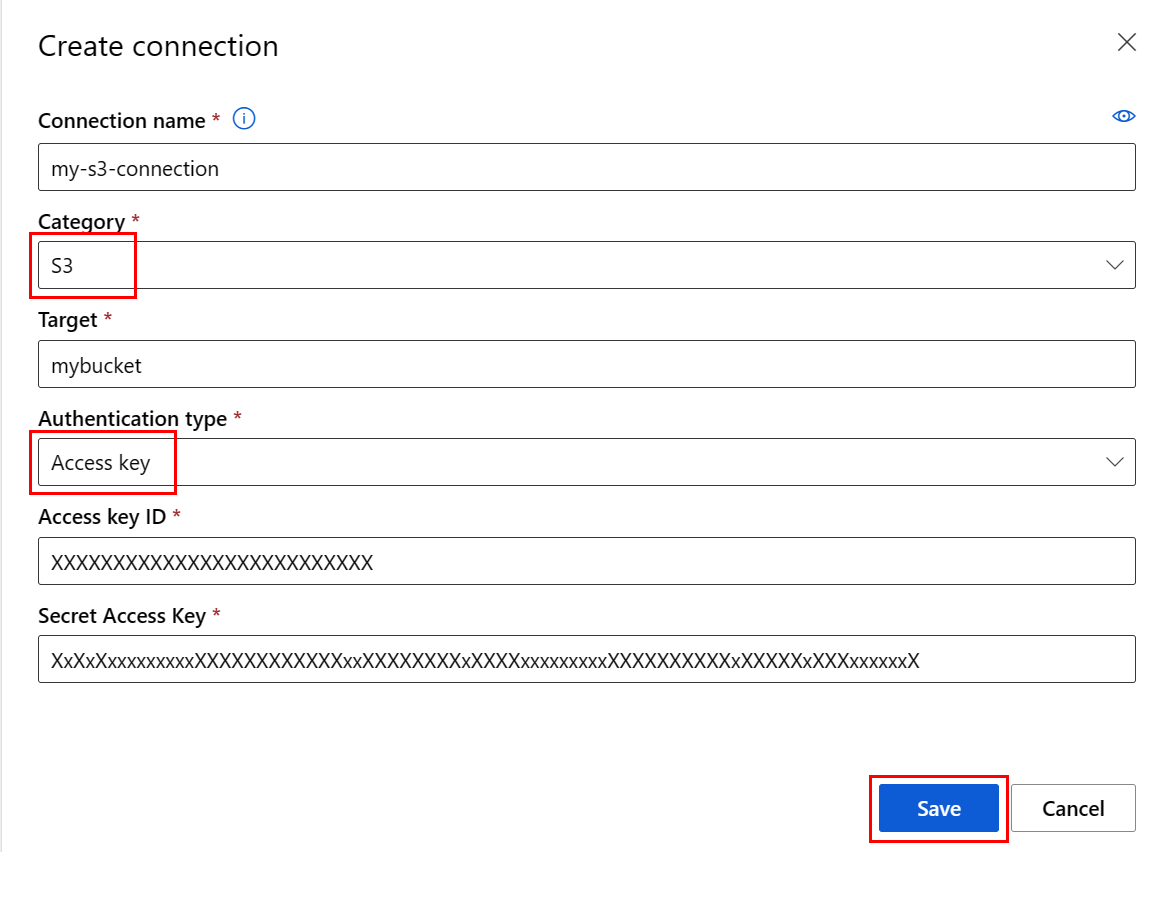 Create connection
Connection name *
my-s3-connection
Category *
S3
Target *
mybucket
Authentication type *
Access key
Access key ID *
XXXXXXXXXXXXXXXXXXXXXXXXXX
Secret Access Key *
XxXxXxxxxxxxxxXXXXXXXXXXXXxxXXXXXXXXxXXXXxxxxxxxxxXXXXXXXXXXxXXXXXxXXXxxxxxxX
Save Cancel